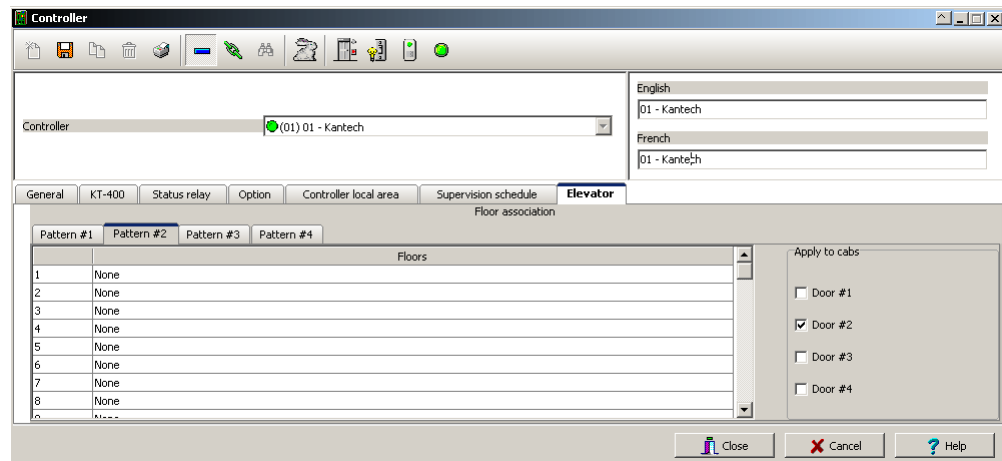 Controller
English
01 - Kantech
Controller
(01) 01 - Kantech
French
01 - Kantech
General KT-400 Status relay Option Controller local area Supervision schedule Elevator
Floor association
Pattern #1 Pattern #2 Pattern #3 Pattern #4
Floors
Apply to cabs
1 None
2 None
3 None
4 None
5 None
6 None
7 None
8 None
Door #1
Door #2
Door #3
Door #4
Close Cancel Help